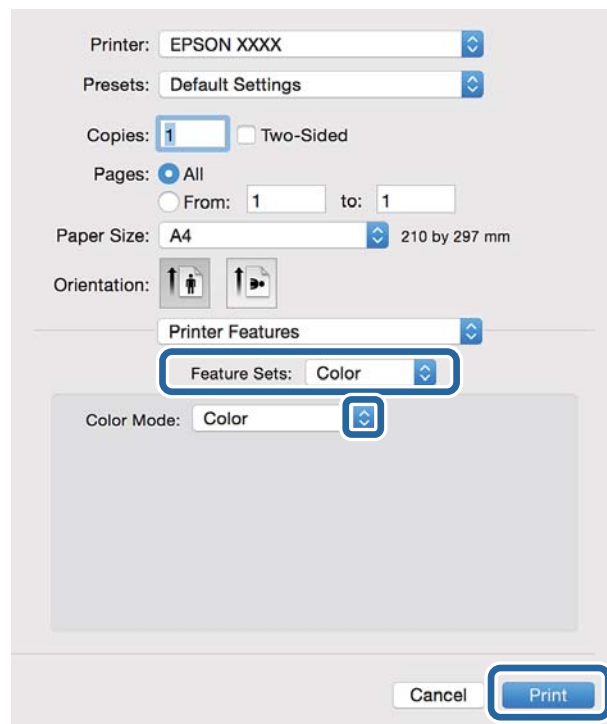 Printer: EPSON XXXX
Presets: Default Settings
Copies: 1 Two-Sided
Pages: All
From: 1 to: 1
Paper Size: A4 210 by 297 mm
Orientation:
Printer Features
Feature Sets: Color
Color Mode: Color
Cancel Print